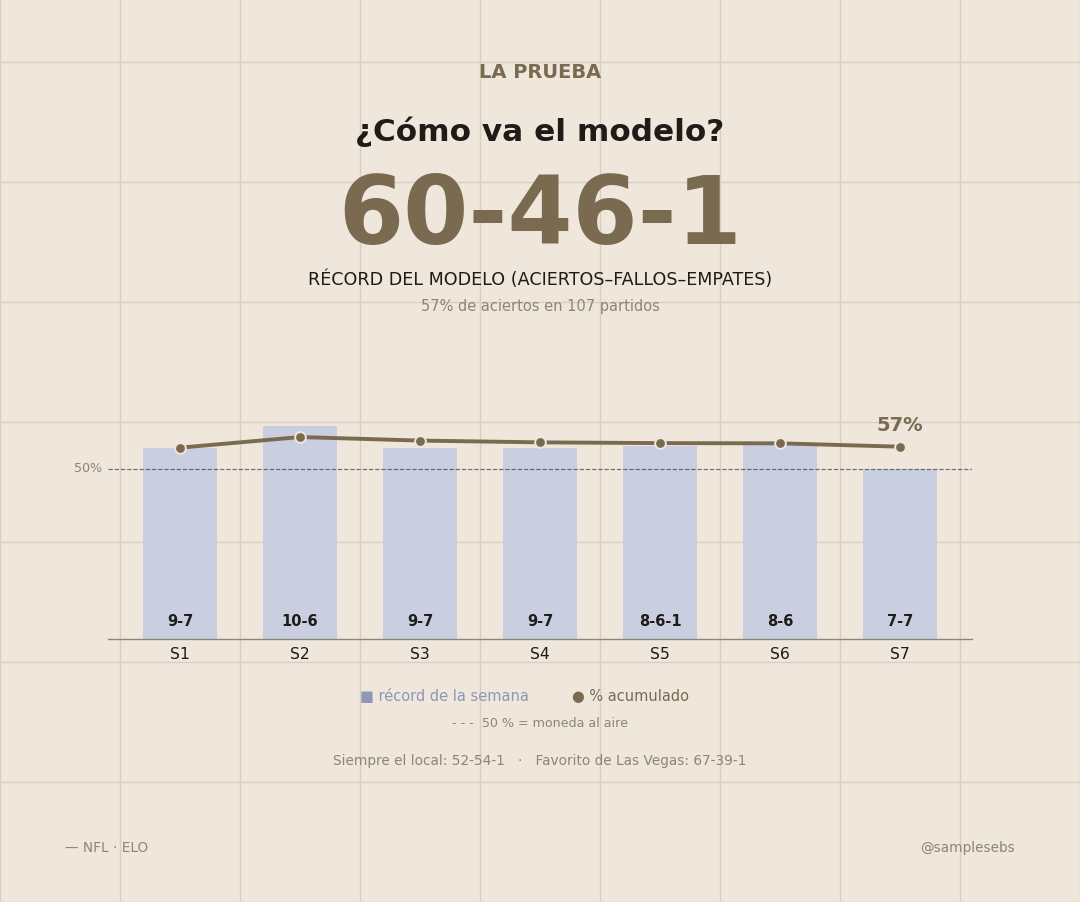 LA PRUEBA
¿Cómo va el modelo?
60-46-1
RÉCORD DEL MODELO (ACIERTOS–FALLOS–EMPATES)
57% de aciertos en 107 partidos
57%
50%
9-7 10-6 9-7 9-7 8-6-1 8-6 7-7
S1 S2 S3 S4 S5 S6 S7
■ récord de la semana ● % acumulado
- - - 50 % = moneda al aire
Siempre el local: 52-54-1 · Favorito de Las Vegas: 67-39-1
— NFL · ELO @samplesebs